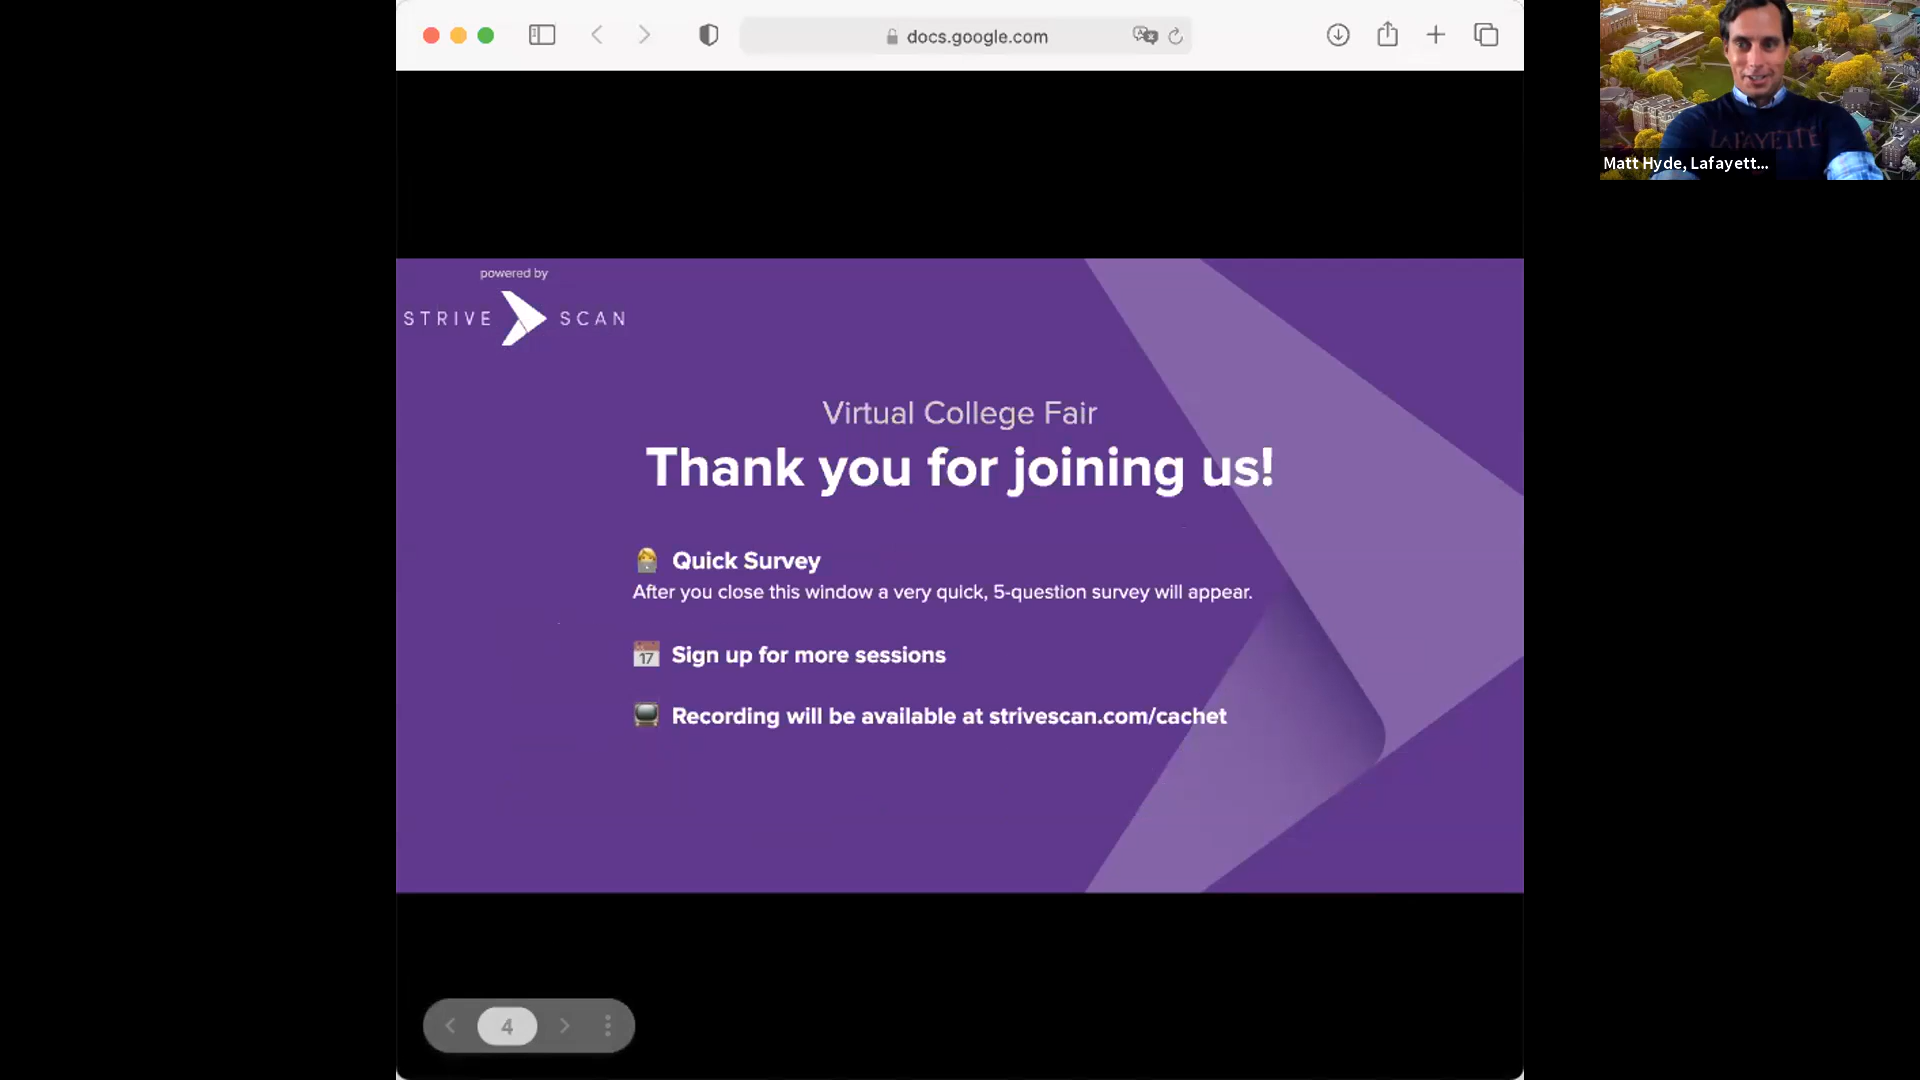 docs.google.com
powered by
STRIVE SCAN
Virtual College Fair
Thank you for joining us!
Quick Survey
After you close this window a very quick, 5-question survey will appear.
17 Sign up for more sessions
Recording will be available at strivescan.com/cachet
4
LAFAYETTE
Matt Hyde, Lafayett...